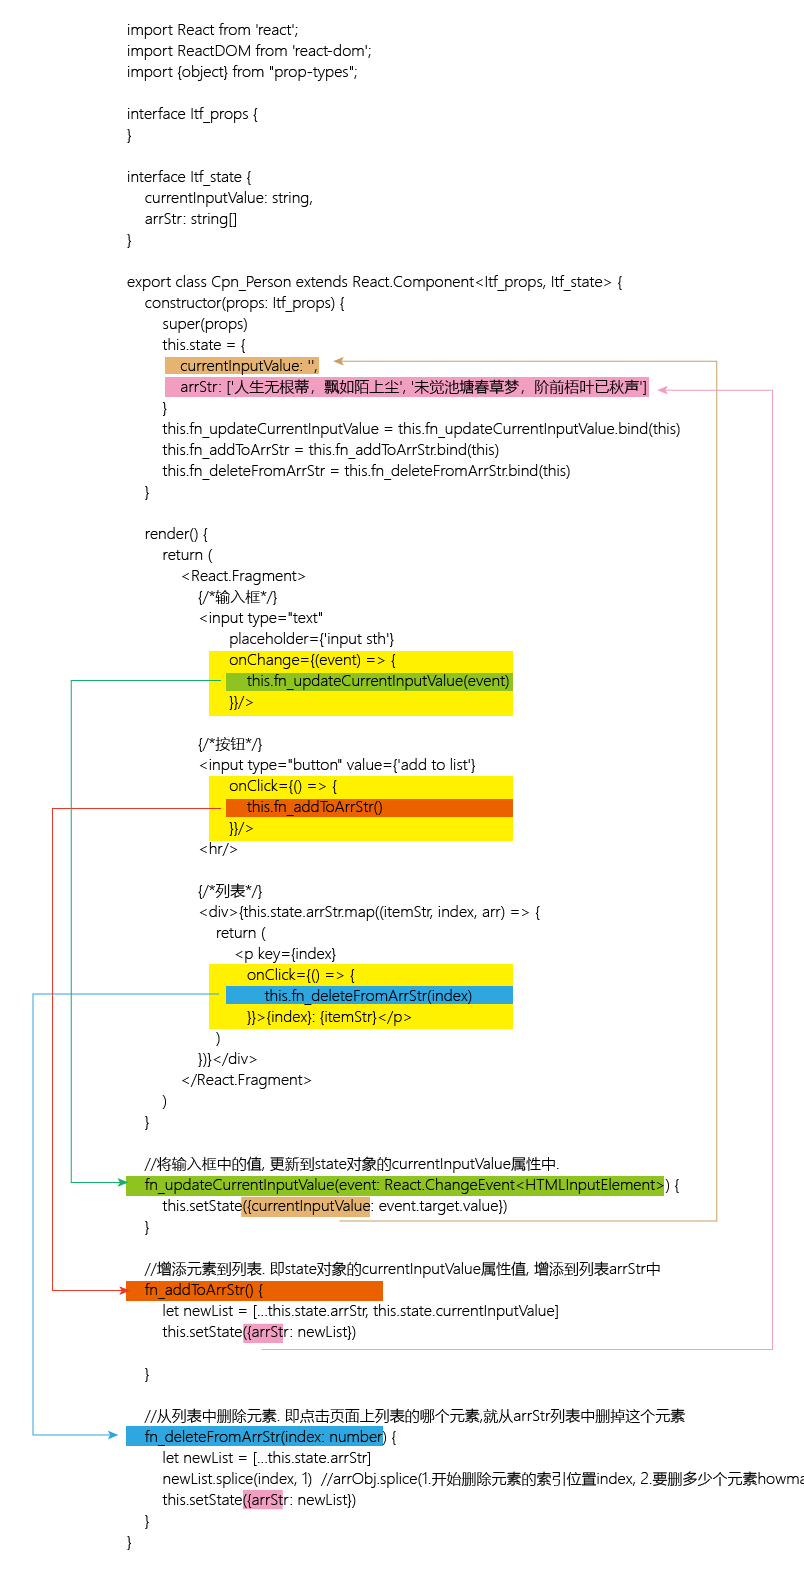 import React from 'react';
import ReactDOM from 'react-dom';
import {object} from "prop-types";
interface Itf_props {
}
interface Itf_state {
currentInputValue: string,
arrStr: string[]
}
export class Cpn_Person extends React.Component<Itf_props, Itf_state> {
constructor(props: Itf_props) {
super(props)
this.state = {
currentInputValue: '',
arrStr: ['人生无根蒂，飘如陌上尘', '未觉池塘春草梦，阶前梧叶已秋声']
}
this.fn_updateCurrentInputValue = this.fn_updateCurrentInputValue.bind(this)
this.fn_addToArrStr = this.fn_addToArrStr.bind(this)
this.fn_deleteFromArrStr = this.fn_deleteFromArrStr.bind(this)
}
render() {
return (
<React.Fragment>
{/*输入框*/}
<input type="text"
placeholder={'input sth'}
onChange={(event) => {
this.fn_updateCurrentInputValue(event)
}}/>
{/*按钮*/}
<input type="button" value={'add to list'}
onClick={() => {
this.fn_addToArrStr()
}}/>
<hr/>
{/*列表*/}
<div>{this.state.arrStr.map((itemStr, index, arr) => {
return (
<p key={index}
onClick={() => {
this.fn_deleteFromArrStr(index)
}}>{index}: {itemStr}</p>
)
})}</div>
</React.Fragment>
)
}
//将输入框中的值, 更新到state对象的currentInputValue属性中.
fn_updateCurrentInputValue(event: React.ChangeEvent<HTMLInputElement>) {
this.setState({currentInputValue: event.target.value})
}
//增添元素到列表. 即state对象的currentInputValue属性值, 增添到列表arrStr中
fn_addToArrStr() {
let newList = [...this.state.arrStr, this.state.currentInputValue]
this.setState({arrStr: newList})
}
//从列表中删除元素. 即点击页面上列表的哪个元素,就从arrStr列表中删掉这个元素
fn_deleteFromArrStr(index: number) {
let newList = [...this.state.arrStr]
newList.splice(index, 1) //arrObj.splice(1.开始删除元素的索引位置index, 2.要删多少个元素howma
this.setState({arrStr: newList})
}
}